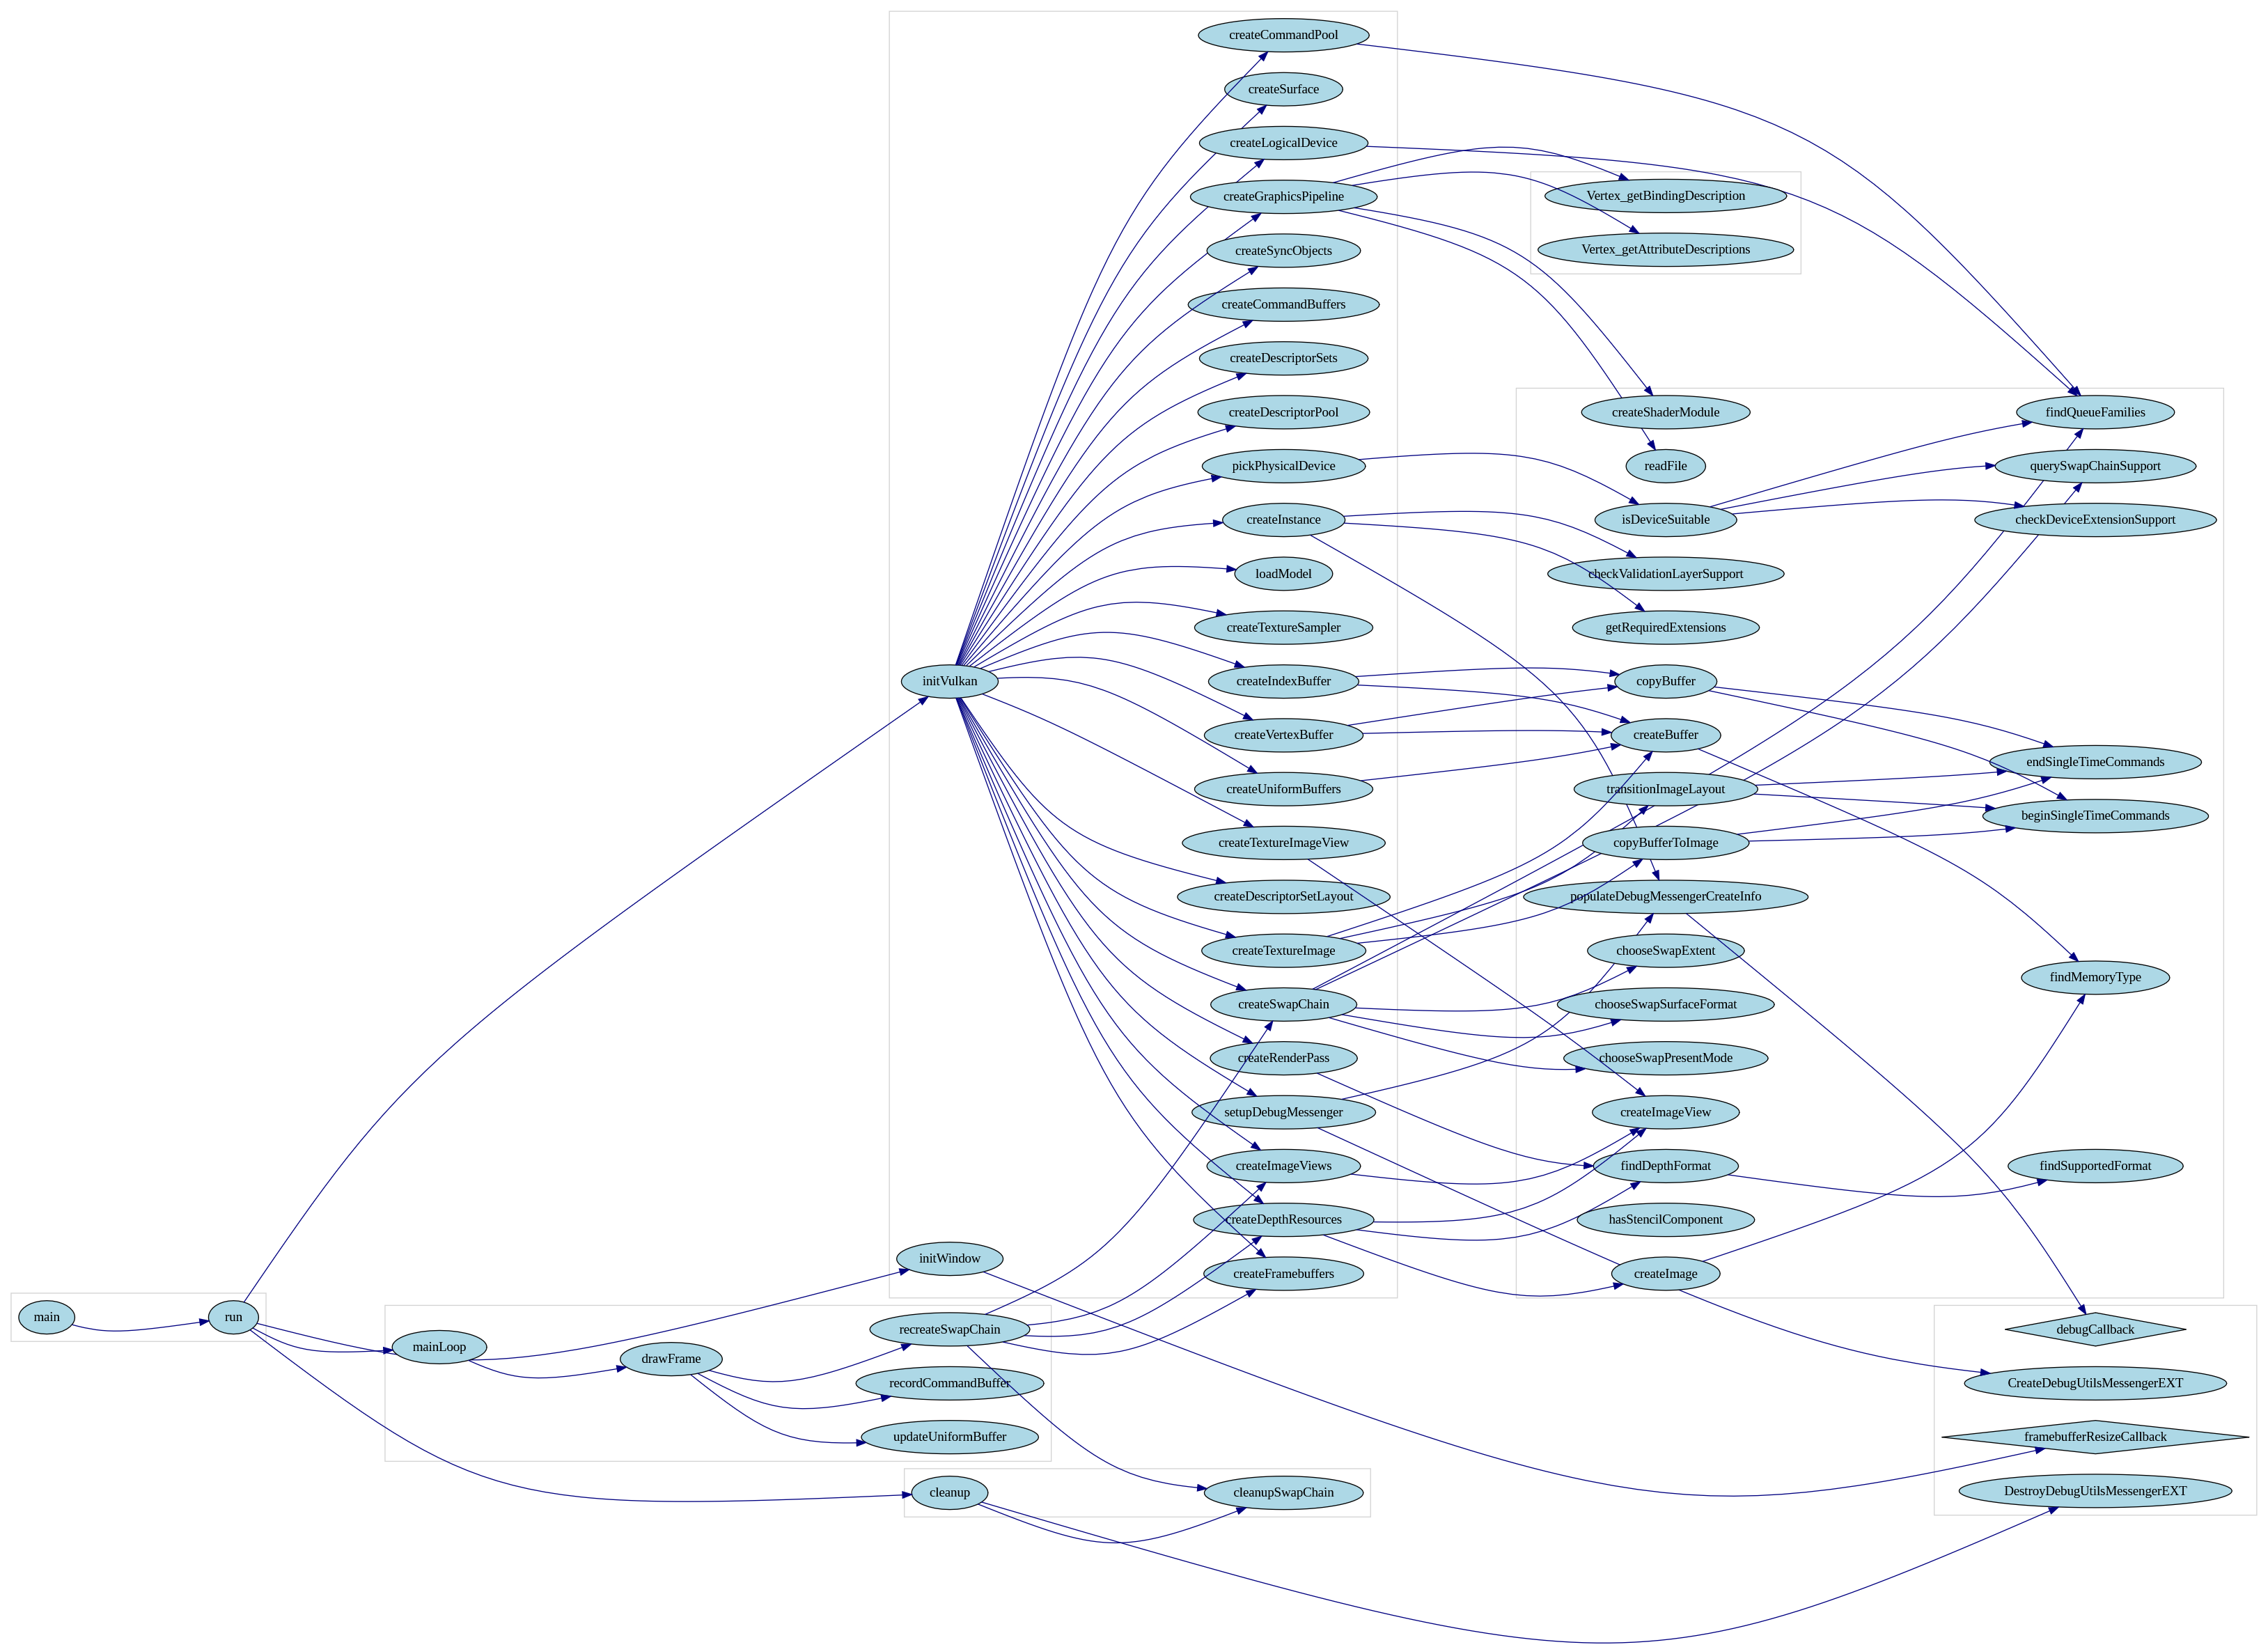 main
run
mainLoop
drawFrame
initVulkan
initWindow
recreateSwapChain
recordCommandBuffer
updateUniformBuffer
cleanup
createCommandPool
createSurface
createLogicalDevice
createGraphicsPipeline
createSyncObjects
createCommandBuffers
createDescriptorSets
createDescriptorPool
pickPhysicalDevice
createInstance
loadModel
createTextureSampler
createIndexBuffer
createVertexBuffer
createUniformBuffers
createTextureImageView
createDescriptorSetLayout
createTextureImage
createSwapChain
createRenderPass
setupDebugMessenger
createImageViews
createDepthResources
createFramebuffers
cleanupSwapChain
Vertex_getBindingDescription
Vertex_getAttributeDescriptions
createShaderModule
readFile
isDeviceSuitable
checkValidationLayerSupport
getRequiredExtensions
copyBuffer
createBuffer
transitionImageLayout
copyBufferToImage
populateDebugMessengerCreateInfo
chooseSwapExtent
chooseSwapSurfaceFormat
chooseSwapPresentMode
createImageView
findDepthFormat
hasStencilComponent
createImage
findQueueFamilies
querySwapChainSupport
checkDeviceExtensionSupport
endSingleTimeCommands
beginSingleTimeCommands
findMemoryType
findSupportedFormat
debugCallback
CreateDebugUtilsMessengerEXT
framebufferResizeCallback
DestroyDebugUtilsMessengerEXT